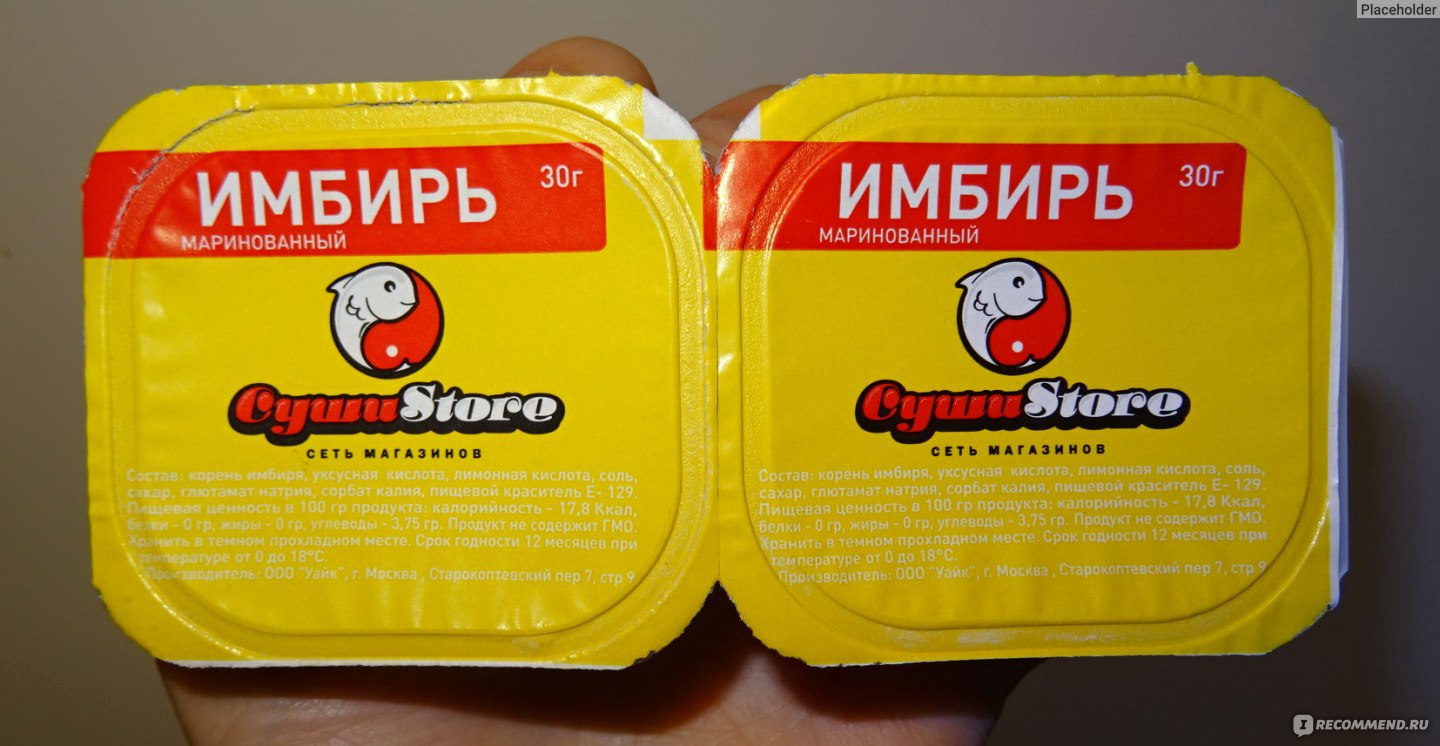 Placeholder
ИМБИРЬ
30г
МАРИНОВАННЫЙ
СушиStore
СЕТЬ МАГАЗИНОВ
Состав: корень имбиря, уксусная кислота, лимонная кислота, соль,
сахар, глютамат натрия, сорбат калия, пищевой краситель Е- 129.
Пищевая ценность в 100 гр продукта: калорийность - 17,8 Ккал,
белки - 0 гр, жиры - 0 гр, углеводы - 3,75 гр. Продукт не содержит ГМО.
Хранить в темном прохладном месте. Срок годности 12 месяцев при
температуре от 0 до 18°С.
Производитель: ООО "Уайк", г. Москва , Старокоптевский пер 7, стр 9
ИМБИРЬ
30г
МАРИНОВАННЫЙ
СушиStore
СЕТЬ МАГАЗИНОВ
Состав: корень имбиря, уксусная кислота, лимонная кислота, соль,
сахар, глютамат натрия, сорбат калия, пищевой краситель Е- 129.
Пищевая ценность в 100 гр продукта: калорийность - 17,8 Ккал,
белки - 0 гр, жиры - 0 гр, углеводы - 3,75 гр. Продукт не содержит ГМО.
Хранить в темном прохладном месте. Срок годности 12 месяцев при
температуре от 0 до 18°С.
Производитель: ООО "Уайк", г. Москва , Старокоптевский пер 7, стр 9
RECOMMEND.RU